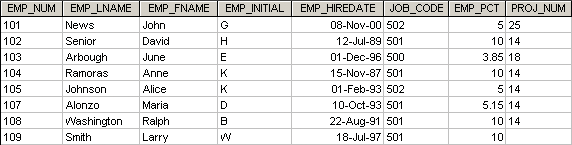 EMP_NUM EMP_LNAME EMP_FNAME EMP_INITIAL EMP_HIREDATE JOB_CODE EMP_PCT PROJ_NUM
101 News John G 08-Nov-00 502 5 25
102 Senior David H 12-Jul-89 501 10 14
103 Arbough June E 01-Dec-96 500 3.85 18
104 Ramoras Anne K 15-Nov-87 501 10 14
105 Johnson Alice K 01-Feb-93 502 5 14
107 Alonzo Maria D 10-Oct-93 501 5.15 14
108 Washington Ralph B 22-Aug-91 501 10 14
109 Smith Larry W 18-Jul-97 501 10